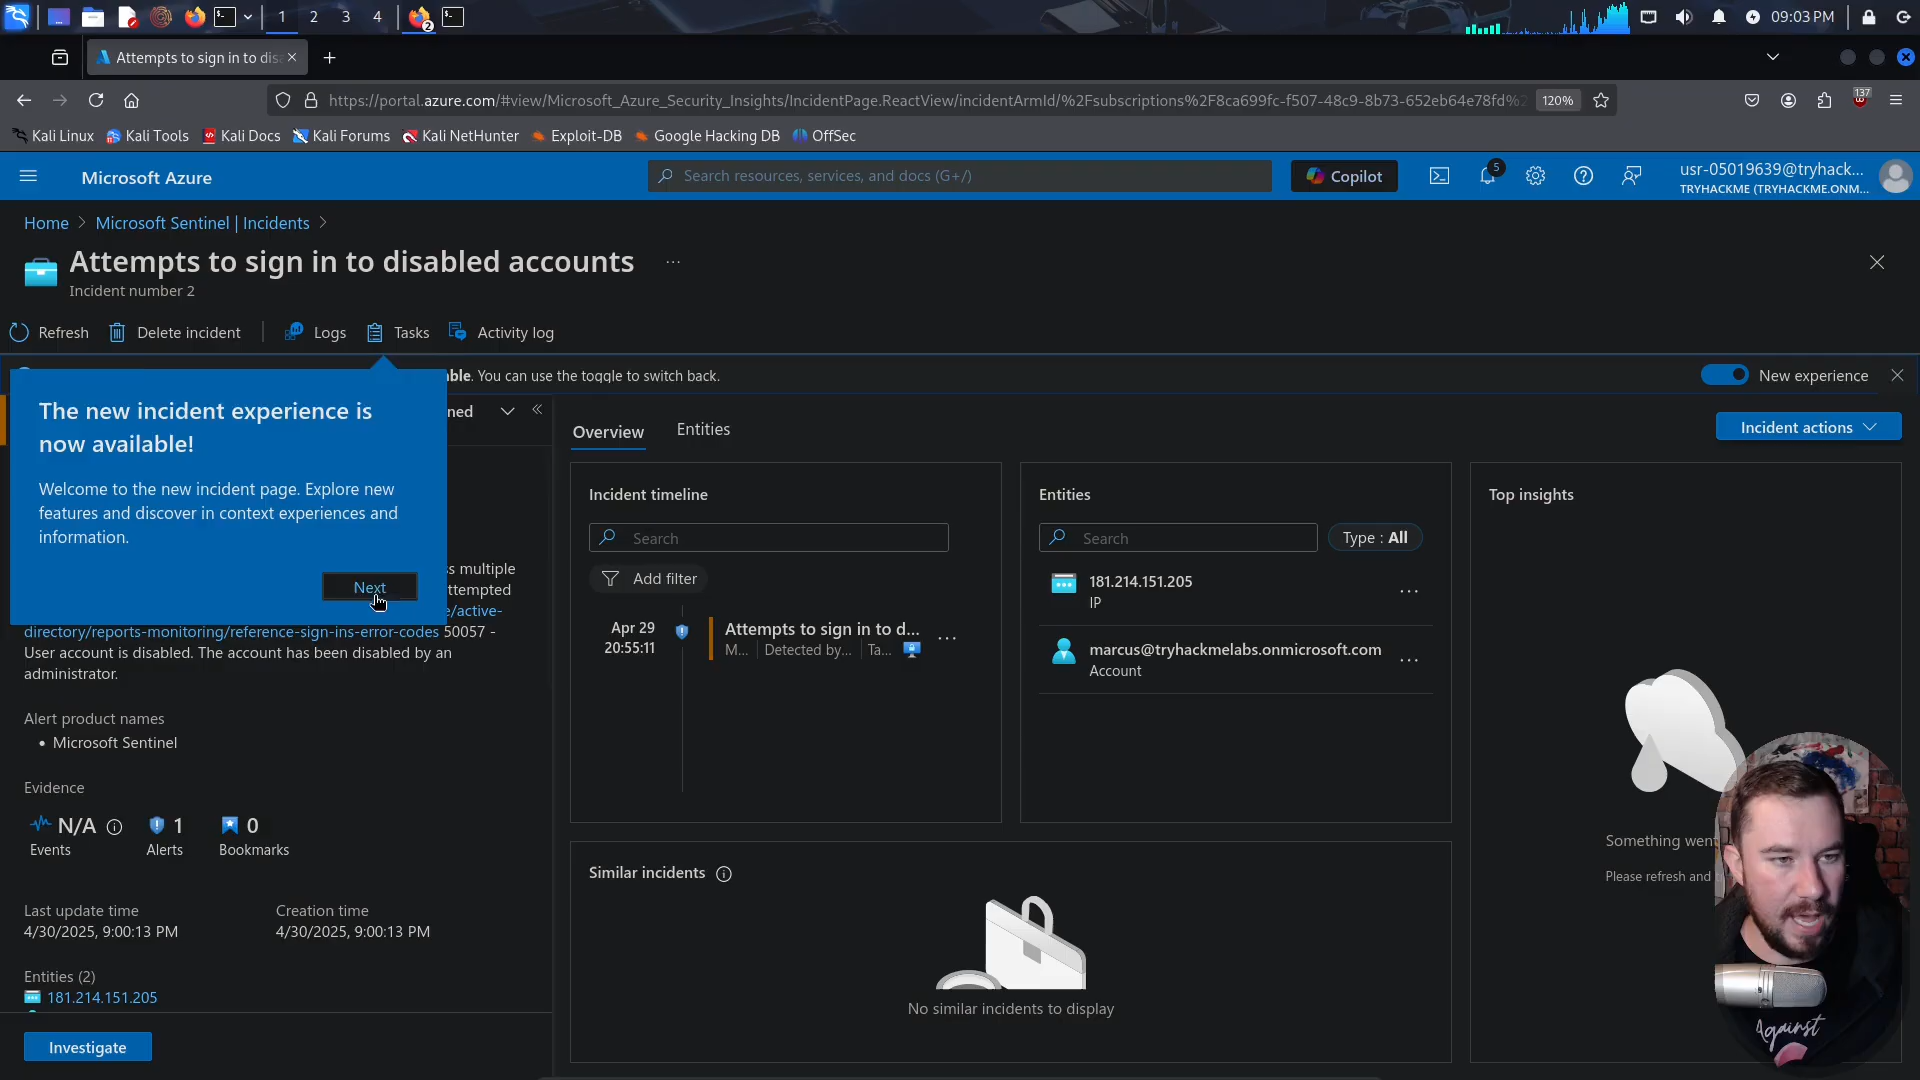 1
2
3
4
2
09:03 PM
Attempts to sign in to dis
https://portal.azure.com/#view/Microsoft_Azure_Security_Insights/IncidentPage.ReactView/incidentArmId/%2Fsubscriptions%2F8ca699fc-f507-48c9-8b73-652eb64e78fd%2
120%
137
Kali Linux
Kali Tools
Kali Docs
Kali Forums
Kali NetHunter
Exploit-DB
Google Hacking DB
OffSec
Microsoft Azure
Search resources, services, and docs (G+/)
Copilot
5
usr-05019639@tryhack...
TRYHACKME (TRYHACKME.ONM...
Home > Microsoft Sentinel | Incidents >
Attempts to sign in to disabled accounts ...
Incident number 2
Refresh
Delete incident
Logs
Tasks
Activity log
ble. You can use the toggle to switch back.
New experience
The new incident experience is
now available!
Welcome to the new incident page. Explore new
features and discover in context experiences and
information.
Next
ned
s multiple
ttempted
e/active-
directory/reports-monitoring/reference-sign-ins-error-codes 50057 -
User account is disabled. The account has been disabled by an
administrator.
Alert product names
• Microsoft Sentinel
Evidence
N/A
Events
1
Alerts
0
Bookmarks
Last update time
4/30/2025, 9:00:13 PM
Creation time
4/30/2025, 9:00:13 PM
Entities (2)
181.214.151.205
Investigate
Overview
Entities
Incident actions
Incident timeline
Search
Add filter
Apr 29
20:55:11
Attempts to sign in to d...
M... | Detected by... | Ta...
Entities
Search
Type : All
181.214.151.205
IP
marcus@tryhackmelabs.onmicrosoft.com
Account
Top insights
Something went
Please refresh and
Similar incidents
No similar incidents to display
Against